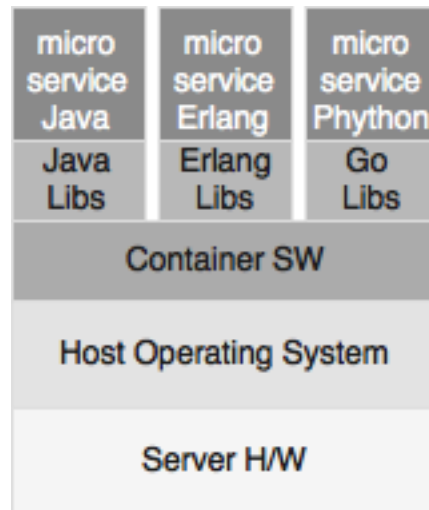 micro
service
Java
micro
service
Erlang
micro
service
Phython
Java
Libs
Erlang
Libs
Go
Libs
Container SW
Host Operating System
Server H/W